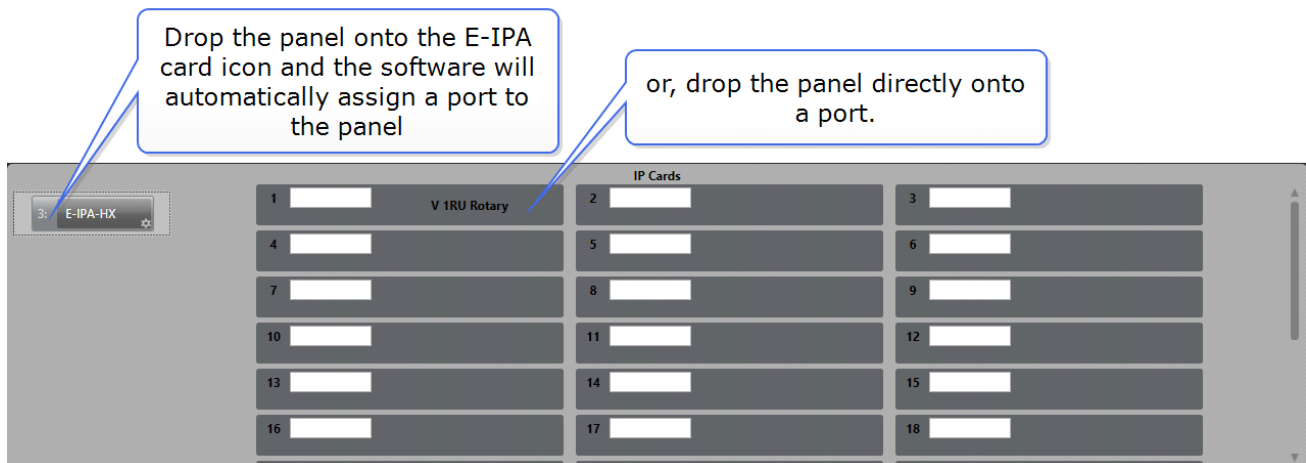 Drop the panel onto the E-IPA
card icon and the software will
automatically assign a port to
the panel
or, drop the panel directly onto
a port.
IP Cards
3: E-IPA-HX
1 V 1RU Rotary 2 3
4 5 6
7 8 9
10 11 12
13 14 15
16 17 18